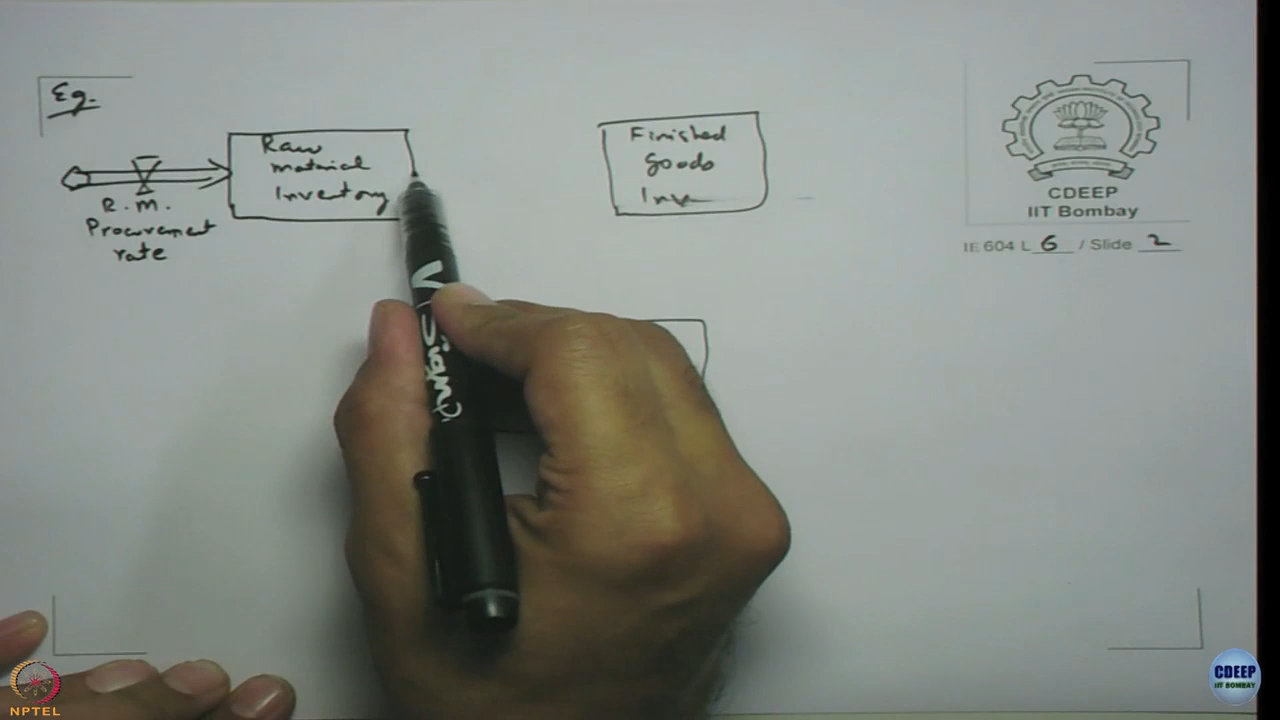 Eg.
Raw
material
Inventory
R. M.
Procurement
rate
Finished
Goods
Inv
CDEEP
IIT Bombay
IE 604 L 6 / Slide 2
V Sign
NPTEL
CDEEP
IIT BOMBAY